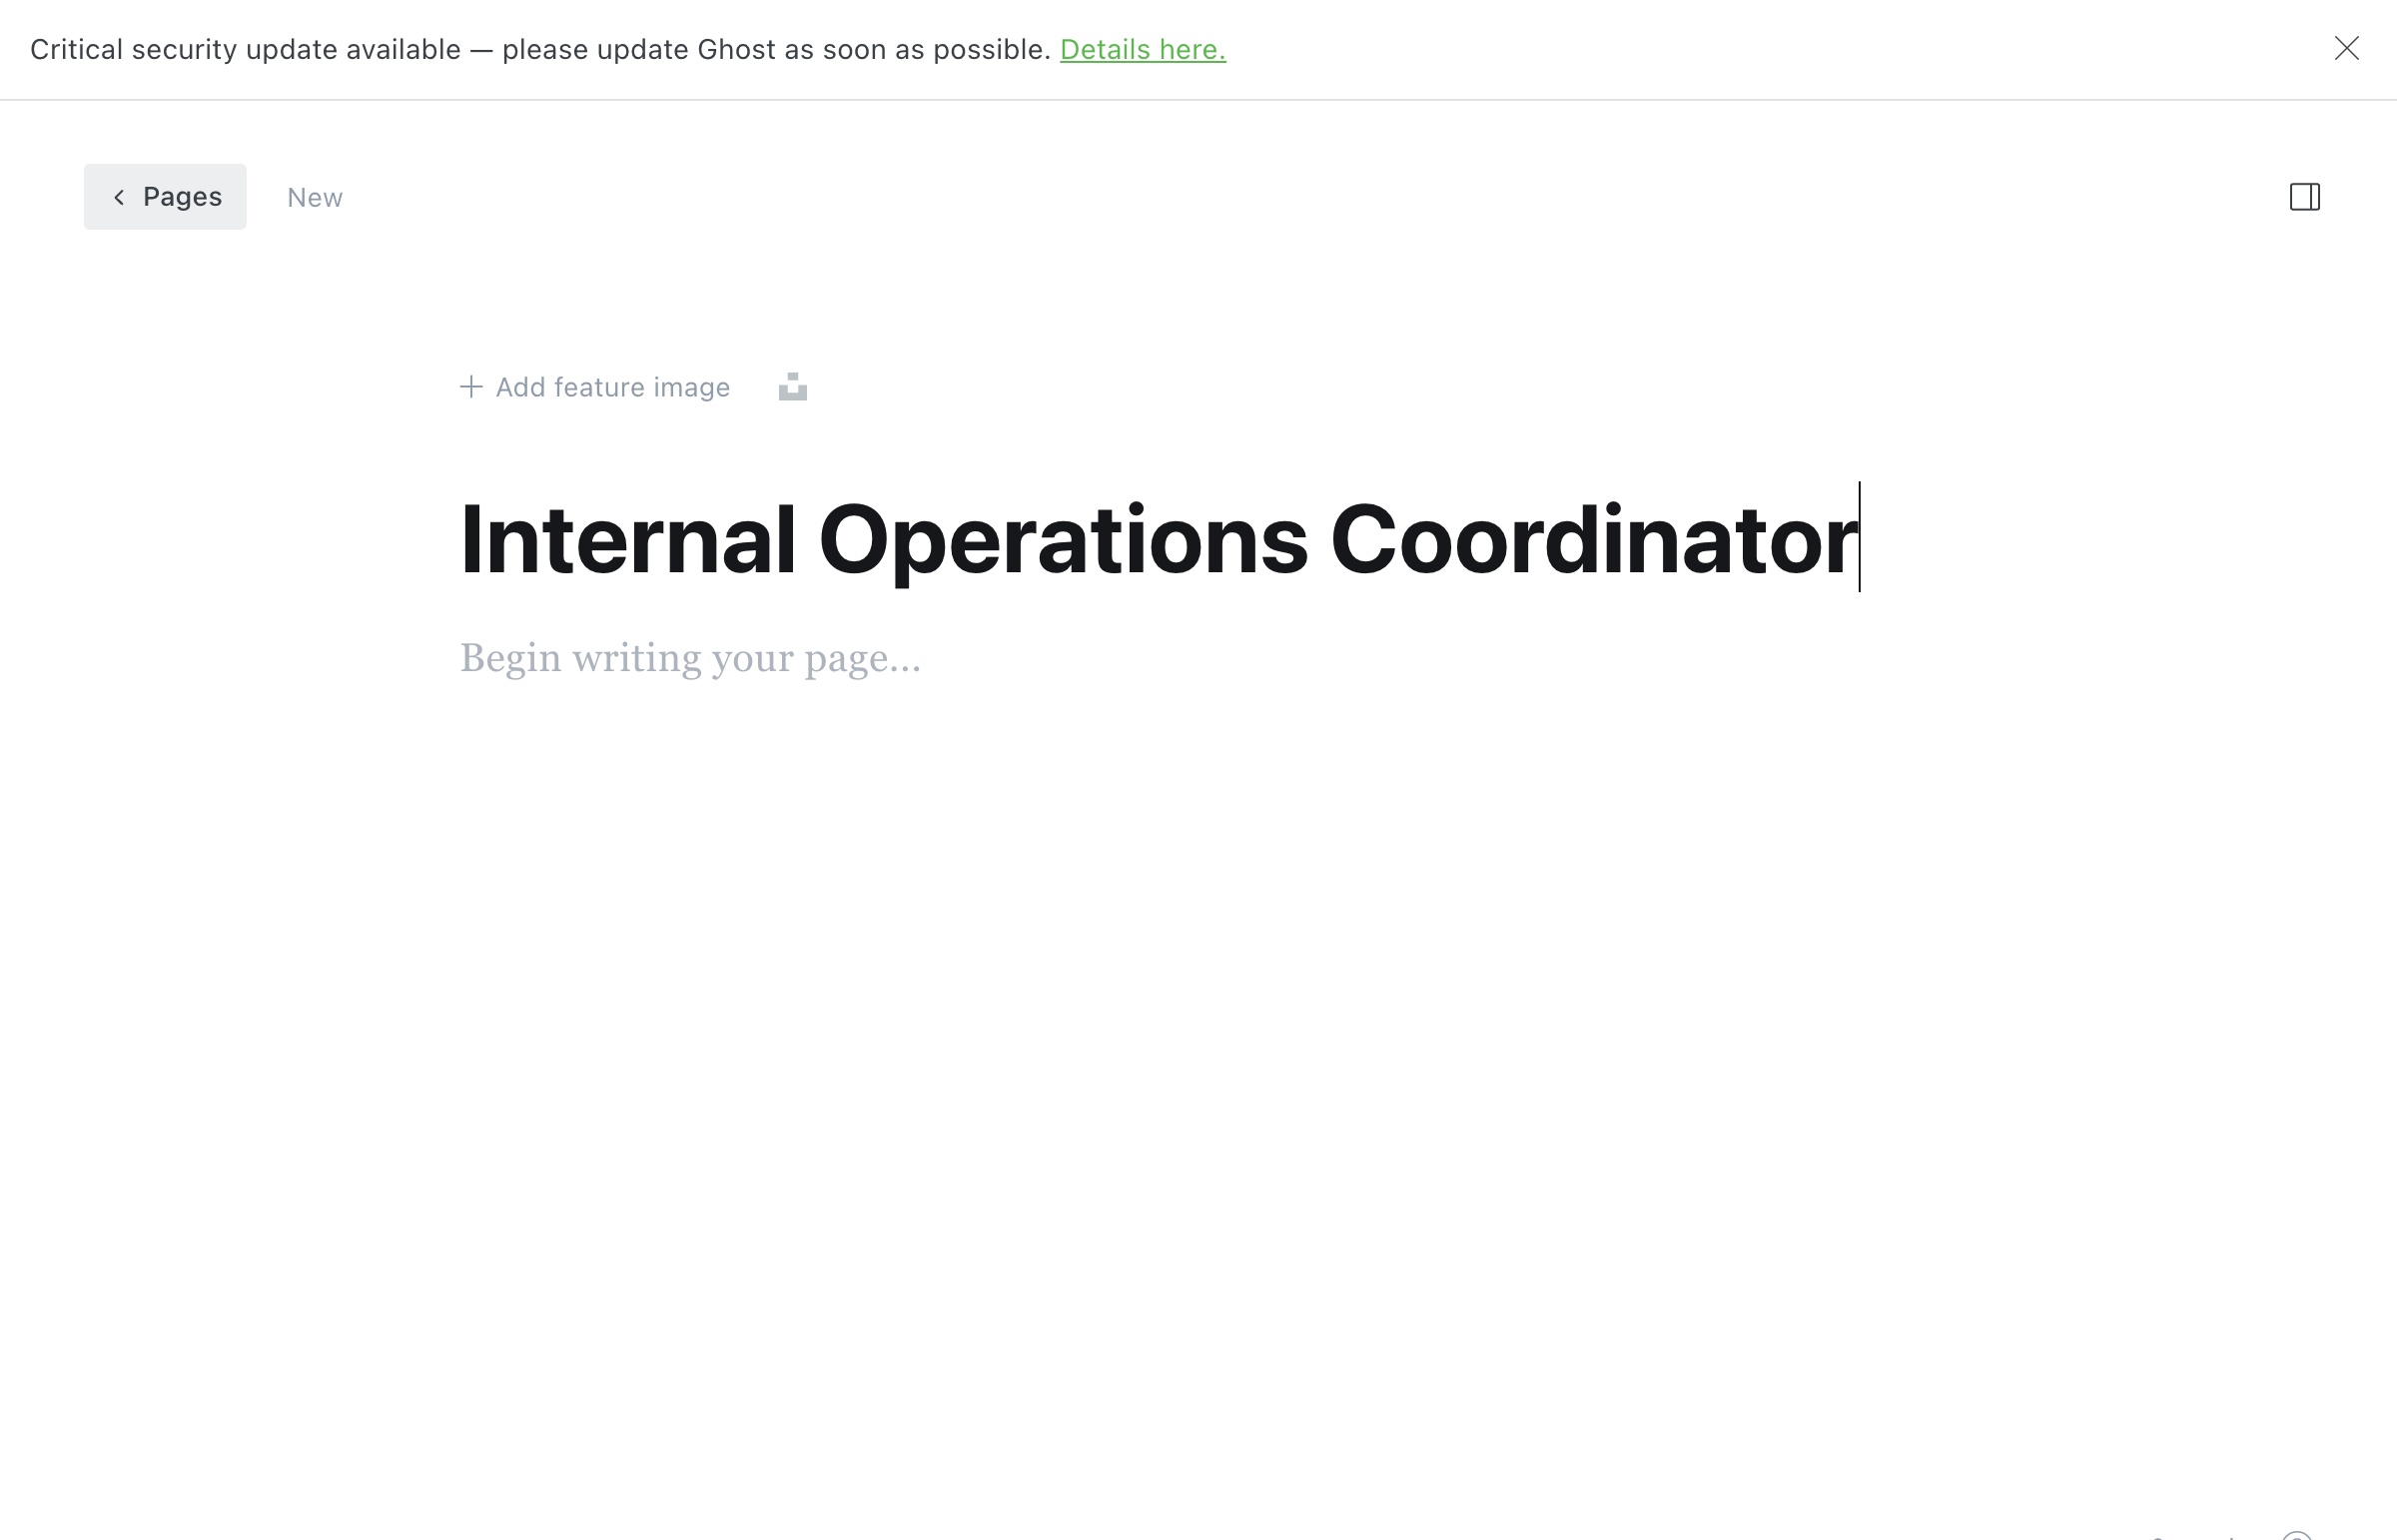 Critical security update available — please update Ghost as soon as possible. Details here.
Pages New
Add feature image
Internal Operations Coordinator
Begin writing your page...